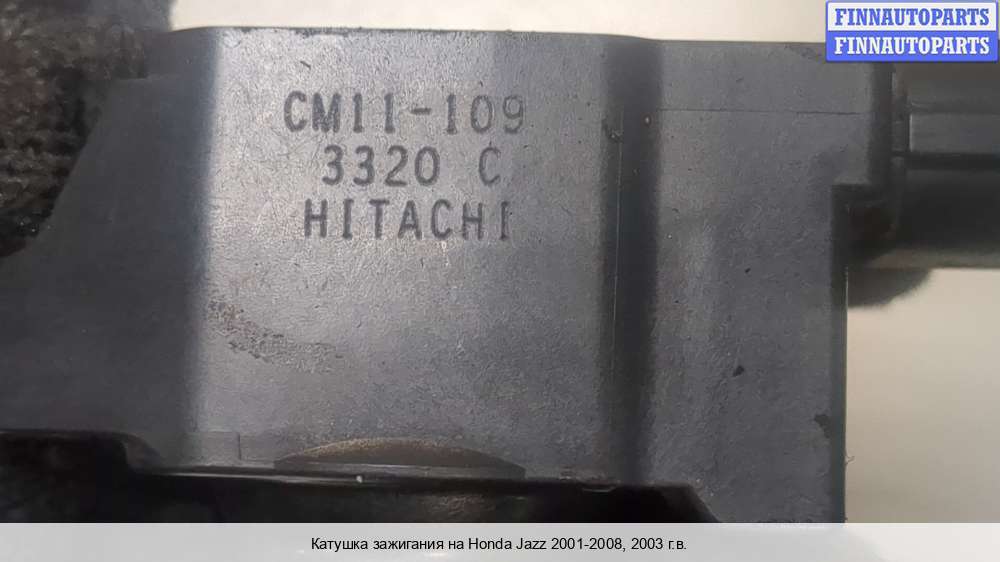 FINNAUTOPARTS
FINNAUTOPARTS
CM11-109
3320 C
HITACHI
Катушка зажигания на Honda Jazz 2001-2008, 2003 г.в.